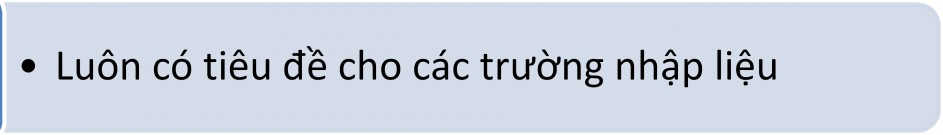 • Luôn có tiêu đề cho các trường nhập liệu